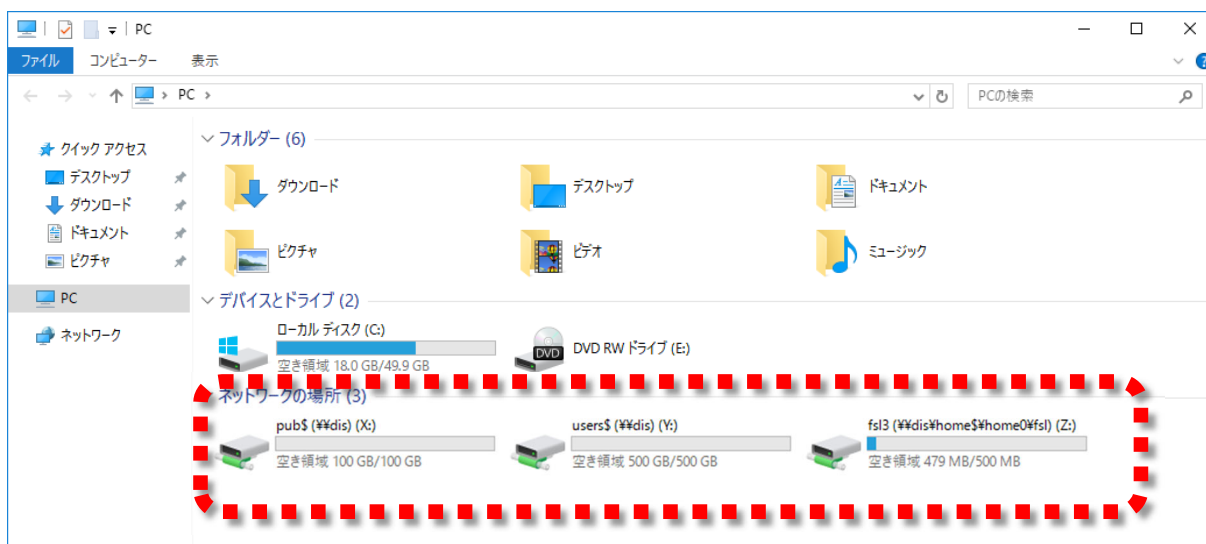 PC
ファイル コンピューター 表示
PC
PCの検索
クイック アクセス
デスクトップ
ダウンロード
ドキュメント
ピクチャ
PC
ネットワーク
フォルダー (6)
ダウンロード
デスクトップ
ドキュメント
ピクチャ
ビデオ
ミュージック
デバイスとドライブ (2)
ローカル ディスク (C:)
空き領域 18.0 GB/49.9 GB
DVD
DVD RW ドライブ (E:)
ネットワークの場所 (3)
pub$ (¥¥dis) (X:)
空き領域 100 GB/100 GB
users$ (¥¥dis) (Y:)
空き領域 500 GB/500 GB
fsl3 (¥¥dis¥home$¥home0¥fsl) (Z:)
空き領域 479 MB/500 MB